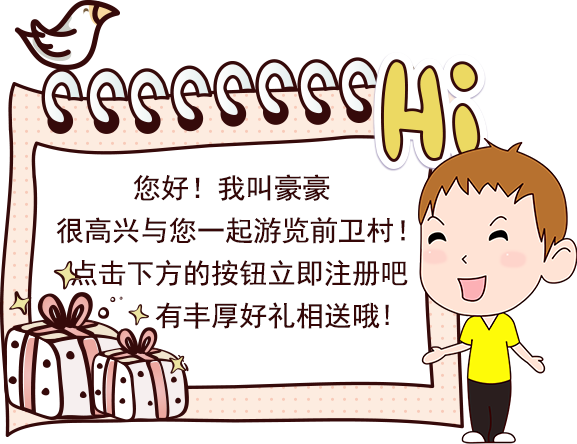 Hi
您好！我叫豪豪
很高兴与您一起游览前卫村！
点击下方的按钮立即注册吧
有丰厚好礼相送哦！